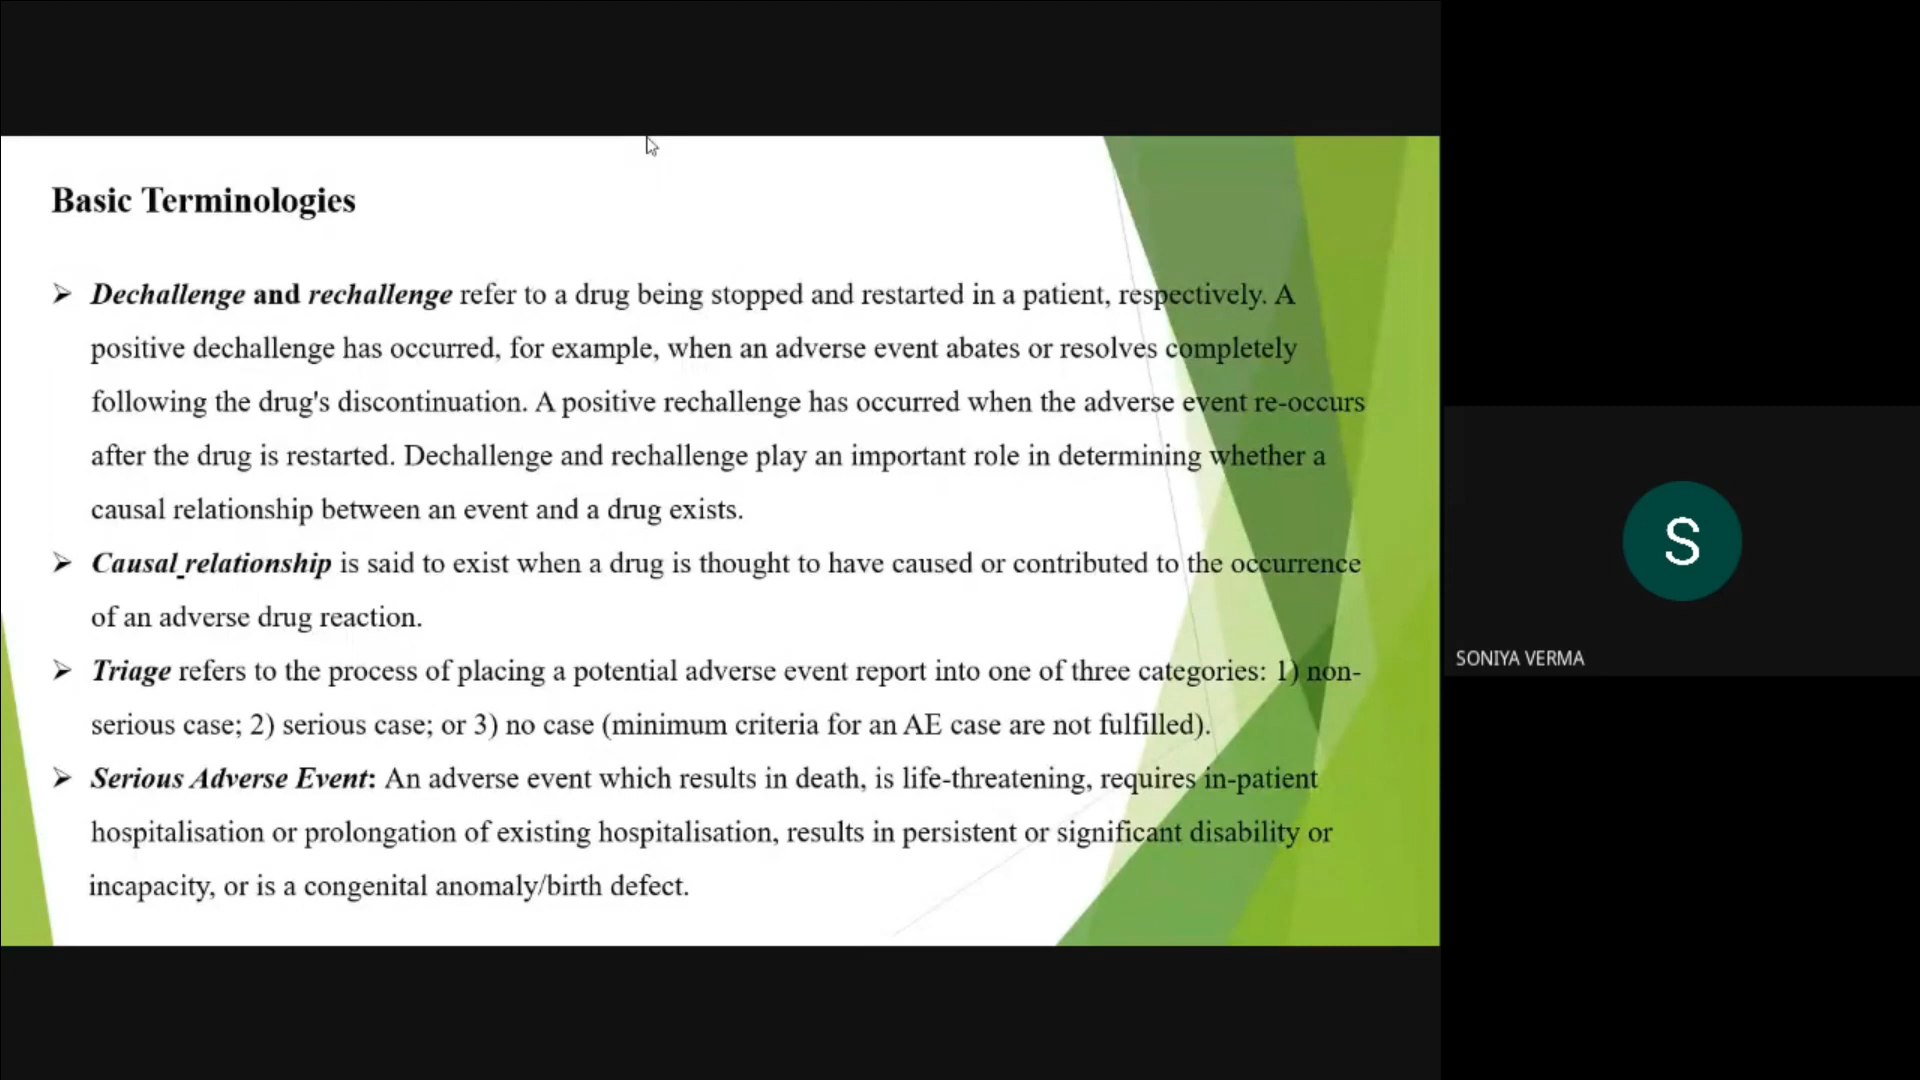 Basic Terminologies
➢ Dechallenge and rechallenge refer to a drug being stopped and restarted in a patient, respectively. A
positive dechallenge has occurred, for example, when an adverse event abates or resolves completely
following the drug's discontinuation. A positive rechallenge has occurred when the adverse event re-occurs
after the drug is restarted. Dechallenge and rechallenge play an important role in determining whether a
causal relationship between an event and a drug exists.
➢ Causal relationship is said to exist when a drug is thought to have caused or contributed to the occurrence
of an adverse drug reaction.
➢ Triage refers to the process of placing a potential adverse event report into one of three categories: 1) non-
serious case; 2) serious case; or 3) no case (minimum criteria for an AE case are not fulfilled).
➢ Serious Adverse Event: An adverse event which results in death, is life-threatening, requires in-patient
hospitalisation or prolongation of existing hospitalisation, results in persistent or significant disability or
incapacity, or is a congenital anomaly/birth defect.
S
SONIYA VERMA